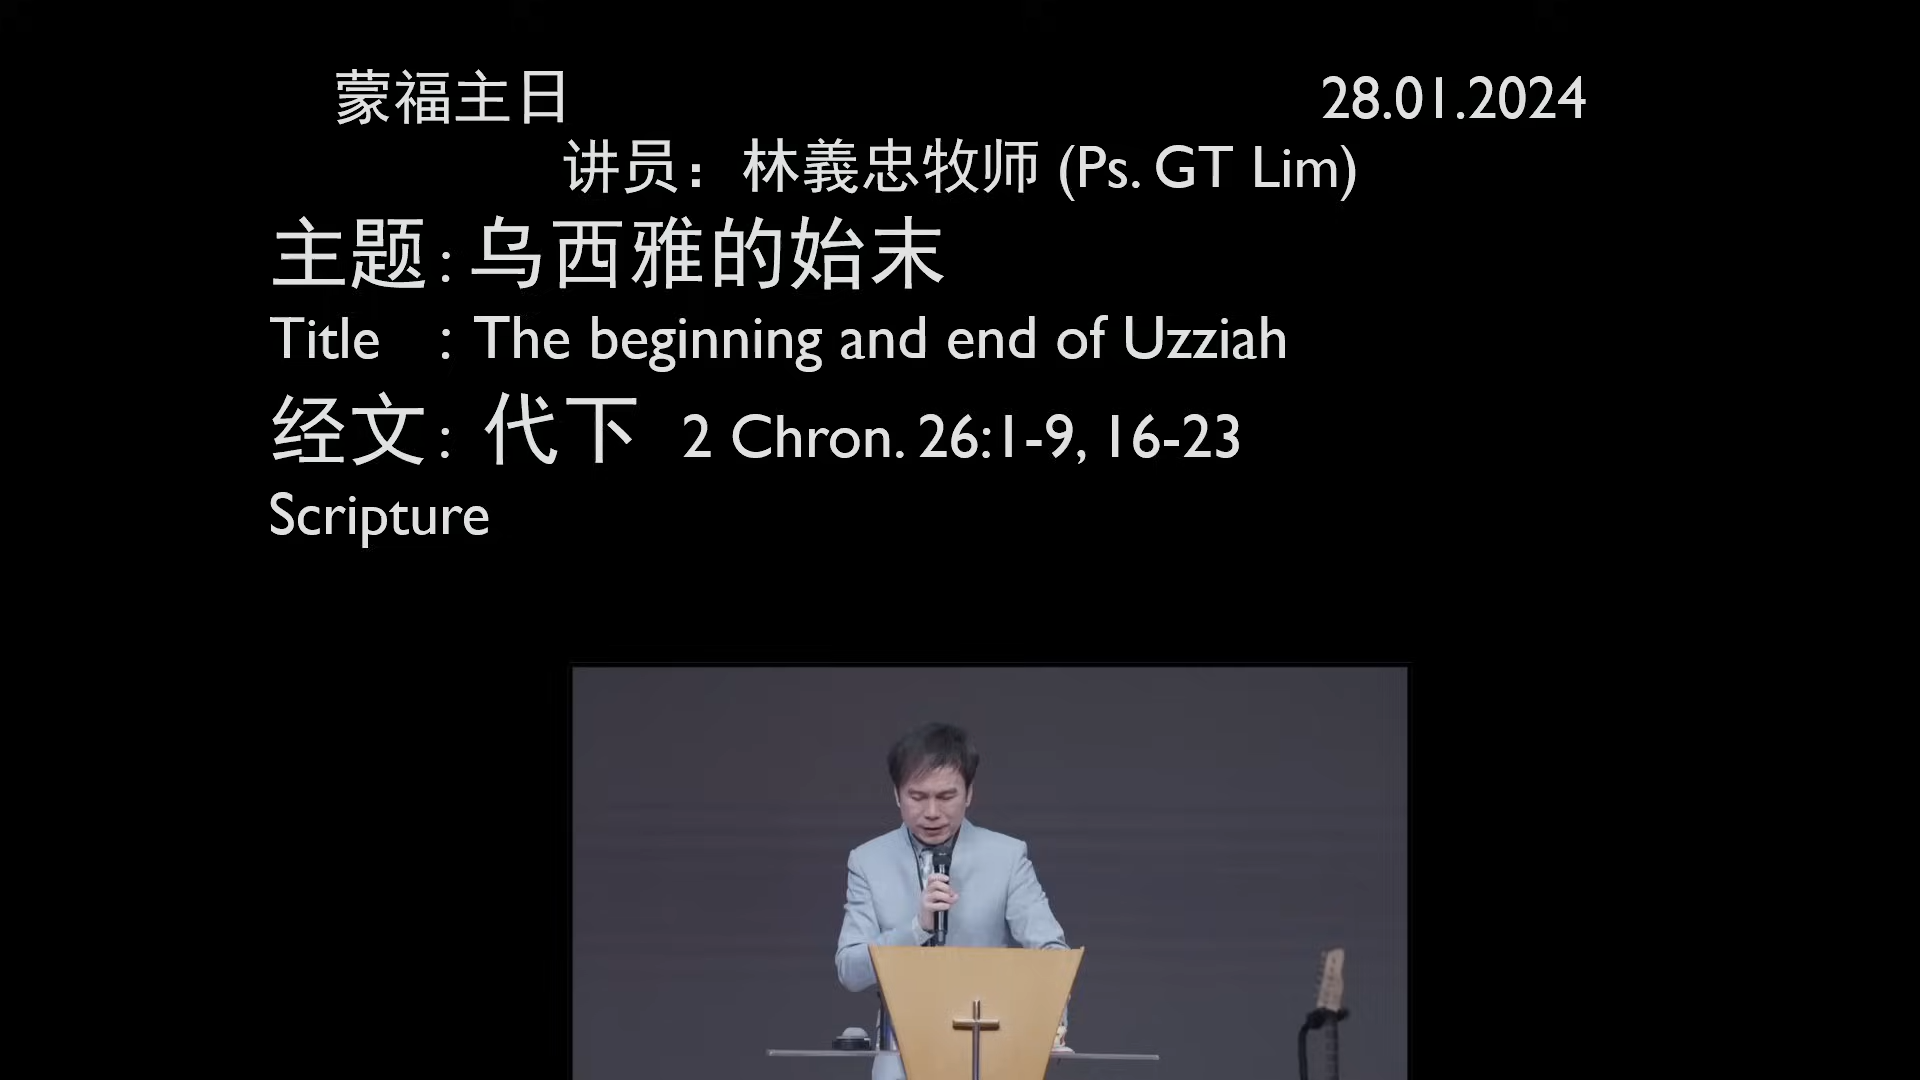 蒙福主日 28.01.2024
讲员：林義忠牧师 (Ps. GT Lim)
主题: 乌西雅的始末
Title : The beginning and end of Uzziah
经文: 代下 2 Chron. 26:1-9, 16-23
Scripture